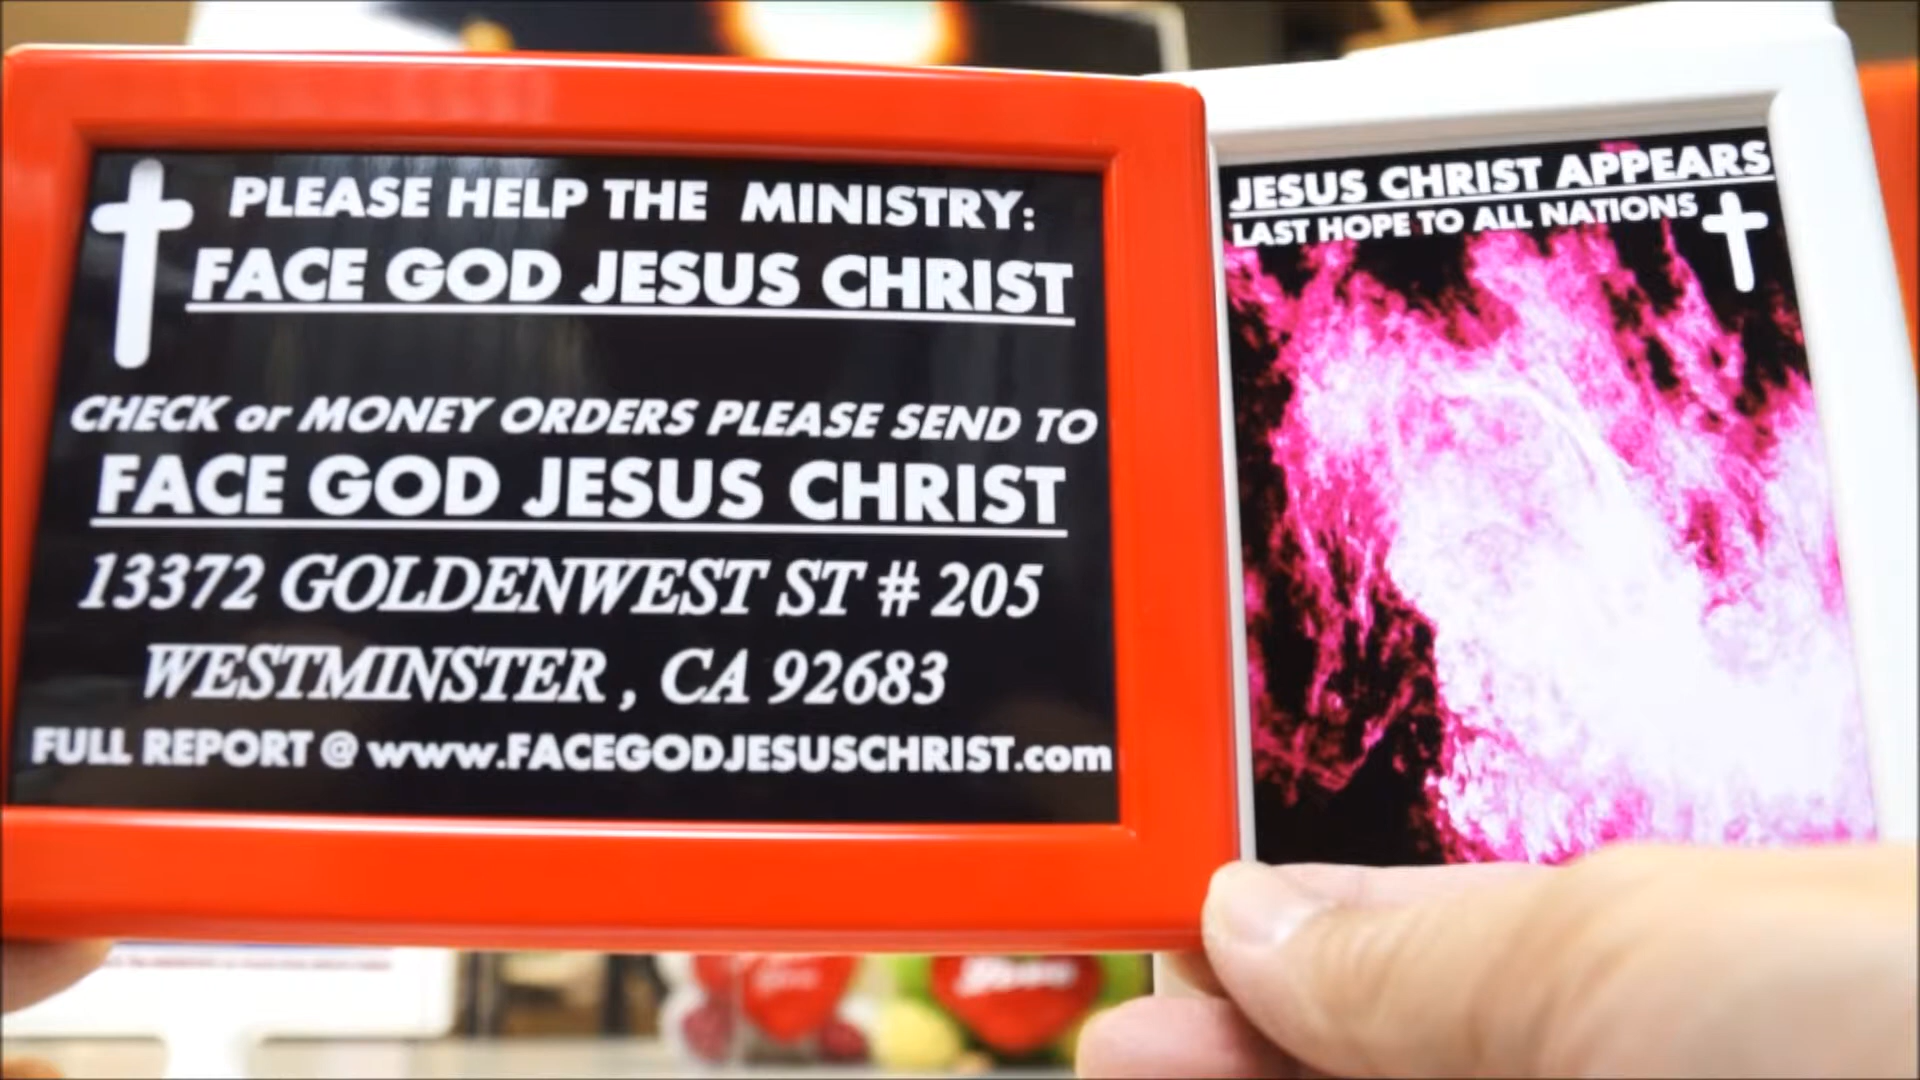 PLEASE HELP THE MINISTRY:
FACE GOD JESUS CHRIST
CHECK or MONEY ORDERS PLEASE SEND TO
FACE GOD JESUS CHRIST
13372 GOLDENWEST ST # 205
WESTMINSTER , CA 92683
FULL REPORT @ www.FACEGODJESUSCHRIST.com
JESUS CHRIST APPEARS
LAST HOPE TO ALL NATIONS